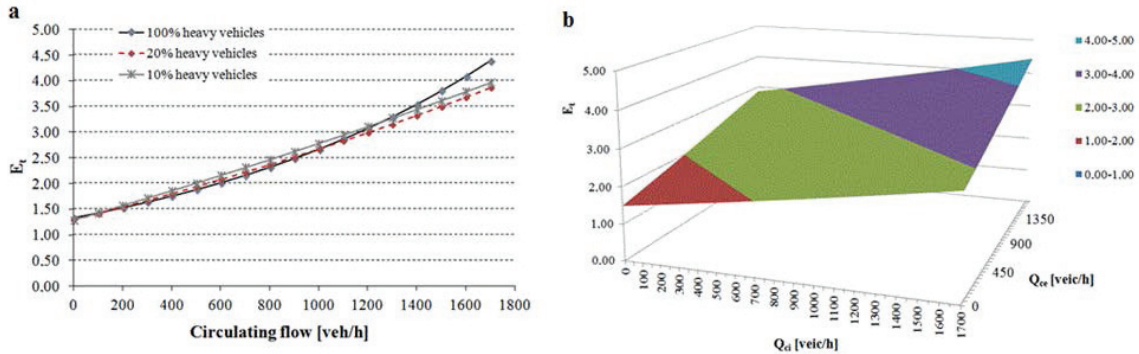 a
5.00
4.50
4.00
3.50
3.00
2.50
2.00
1.50
1.00
0.50
0.00
Et
100% heavy vehicles
20% heavy vehicles
10% heavy vehicles
0 200 400 600 800 1000 1200 1400 1600 1800
Circulating flow [veh/h]
b
5.00
4.00
3.00
2.00
1.00
0.00
Et
0 100 200 300 400 500 600 700 800 900 1000 1100 1200 1300 1400 1500 1600 1700
Qci [veic/h]
0
450
900
1350
Qce [veic/h]
4.00-5.00
3.00-4.00
2.00-3.00
1.00-2.00
0.00-1.00